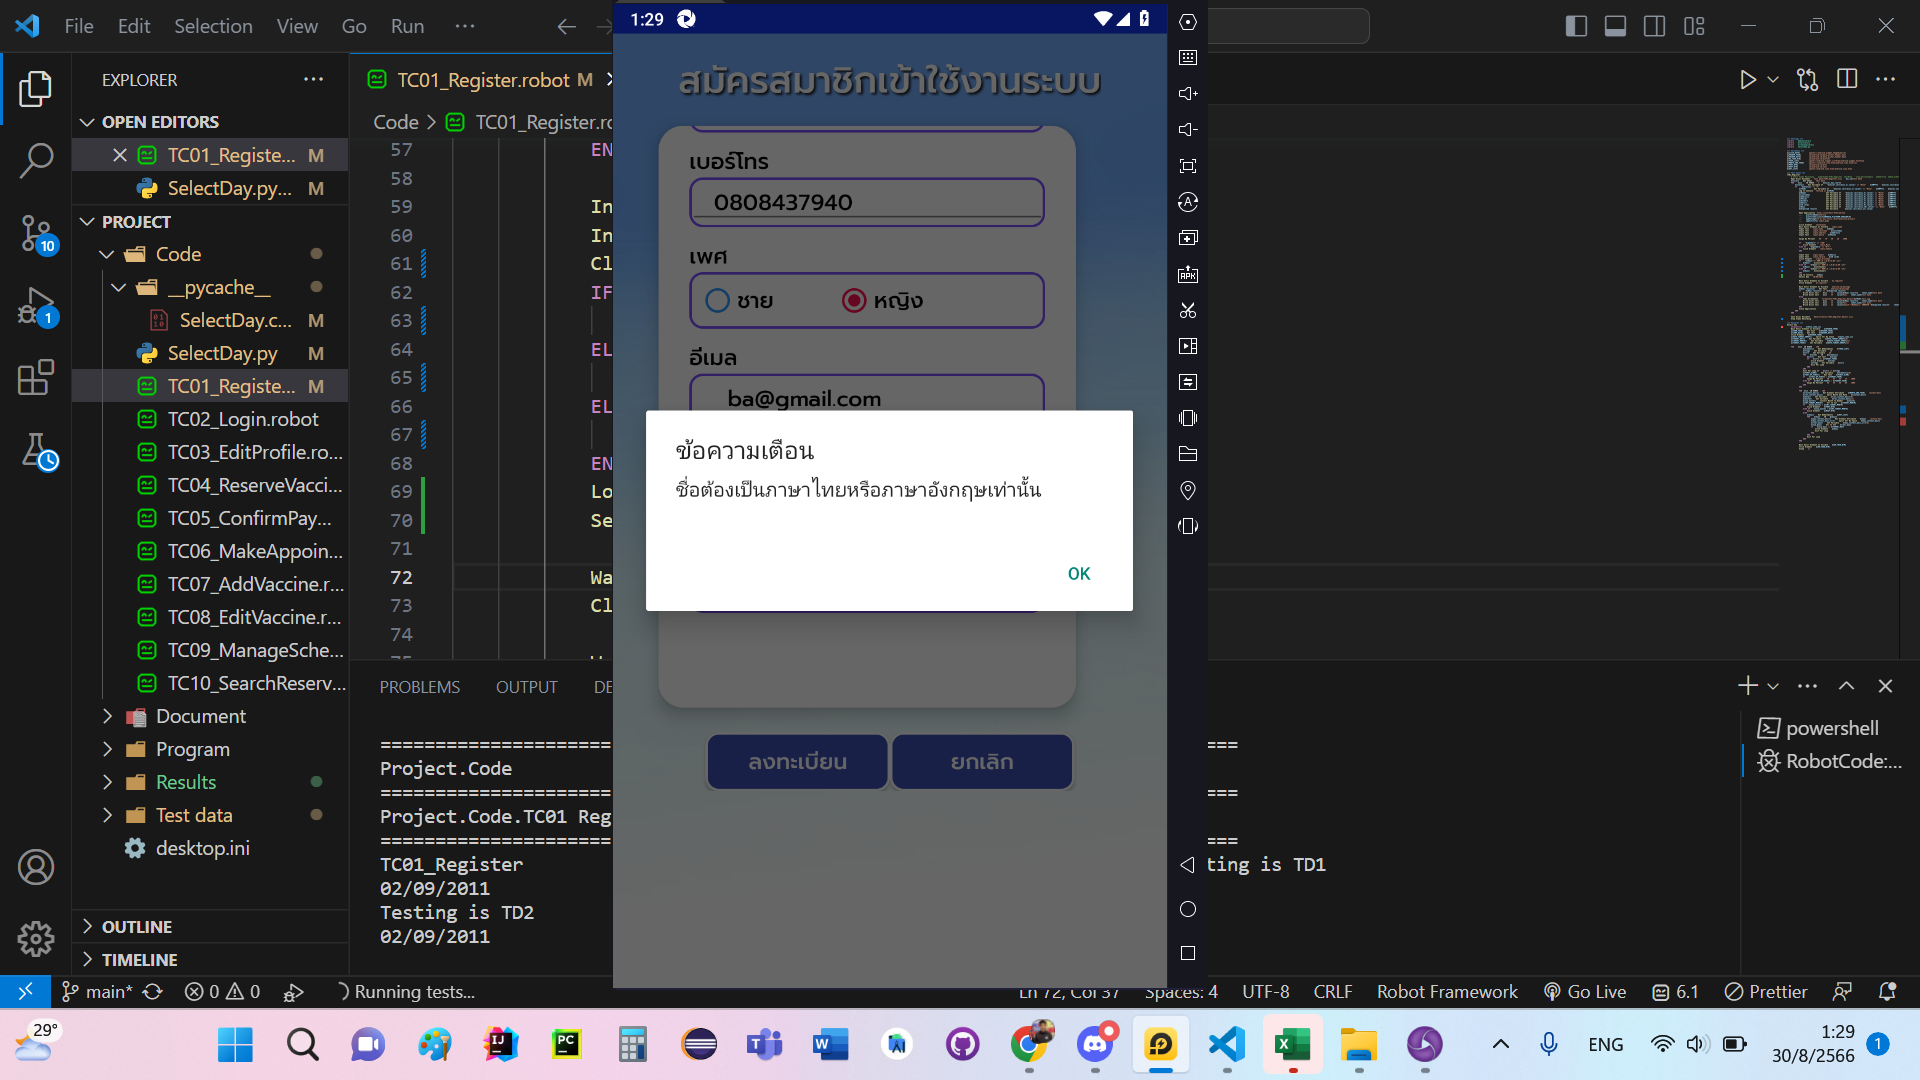 File Edit Selection View Go Run ···
EXPLORER
OPEN EDITORS
TC01_Registe... M
SelectDay.py... M
PROJECT
Code
__pycache__
SelectDay.c... M
SelectDay.py M
TC01_Registe... M
TC02_Login.robot
TC03_EditProfile.ro...
TC04_ReserveVacci...
TC05_ConfirmPay...
TC06_MakeAppoin...
TC07_AddVaccine.r...
TC08_EditVaccine.r...
TC09_ManageSche...
TC10_SearchReserv...
Document
Program
Results
Test data
desktop.ini
OUTLINE
TIMELINE
10
1
TC01_Register.robot M
Code > TC01_Register.ro
57 EN
58
59 In
60 In
61 Cl
62 IF
63
64 EL
65
66 EL
67
68 EN
69 Lo
70 Se
71
72 Wa
73 Cl
74
PROBLEMS OUTPUT DE
==================
Project.Code
==================
Project.Code.TC01 Reg
==================
TC01_Register
ting is TD1
02/09/2011
Testing is TD2
02/09/2011
1:29
สมัครสมาชิกเข้าใช้งานระบบ
เบอร์โทร
0808437940
เพศ
ชาย หญิง
อีเมล
ba@gmail.com
ข้อความเตือน
ชื่อต้องเป็นภาษาไทยหรือภาษาอังกฤษเท่านั้น
OK
ลงทะเบียน ยกเลิก
powershell
RobotCode:...
main* 0 0 Running tests...
Ln 72, Col 37 Spaces: 4 UTF-8 CRLF Robot Framework Go Live 6.1 Prettier
29°
ENG
1:29
30/8/2566
1